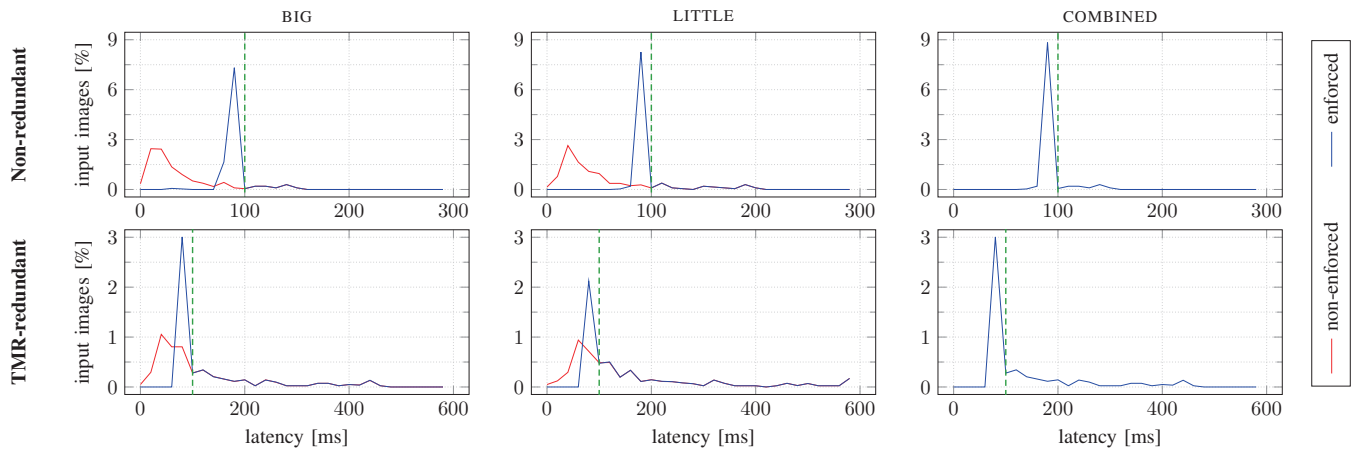 BIG LITTLE COMBINED
Non-redundant
input images [%]
9
6
3
0
0 100 200 300
9
6
3
0
0 100 200 300
9
6
3
0
0 100 200 300
TMR-redundant
input images [%]
3
2
1
0
0 200 400 600
latency [ms]
3
2
1
0
0 200 400 600
latency [ms]
3
2
1
0
0 200 400 600
latency [ms]
non-enforced
enforced